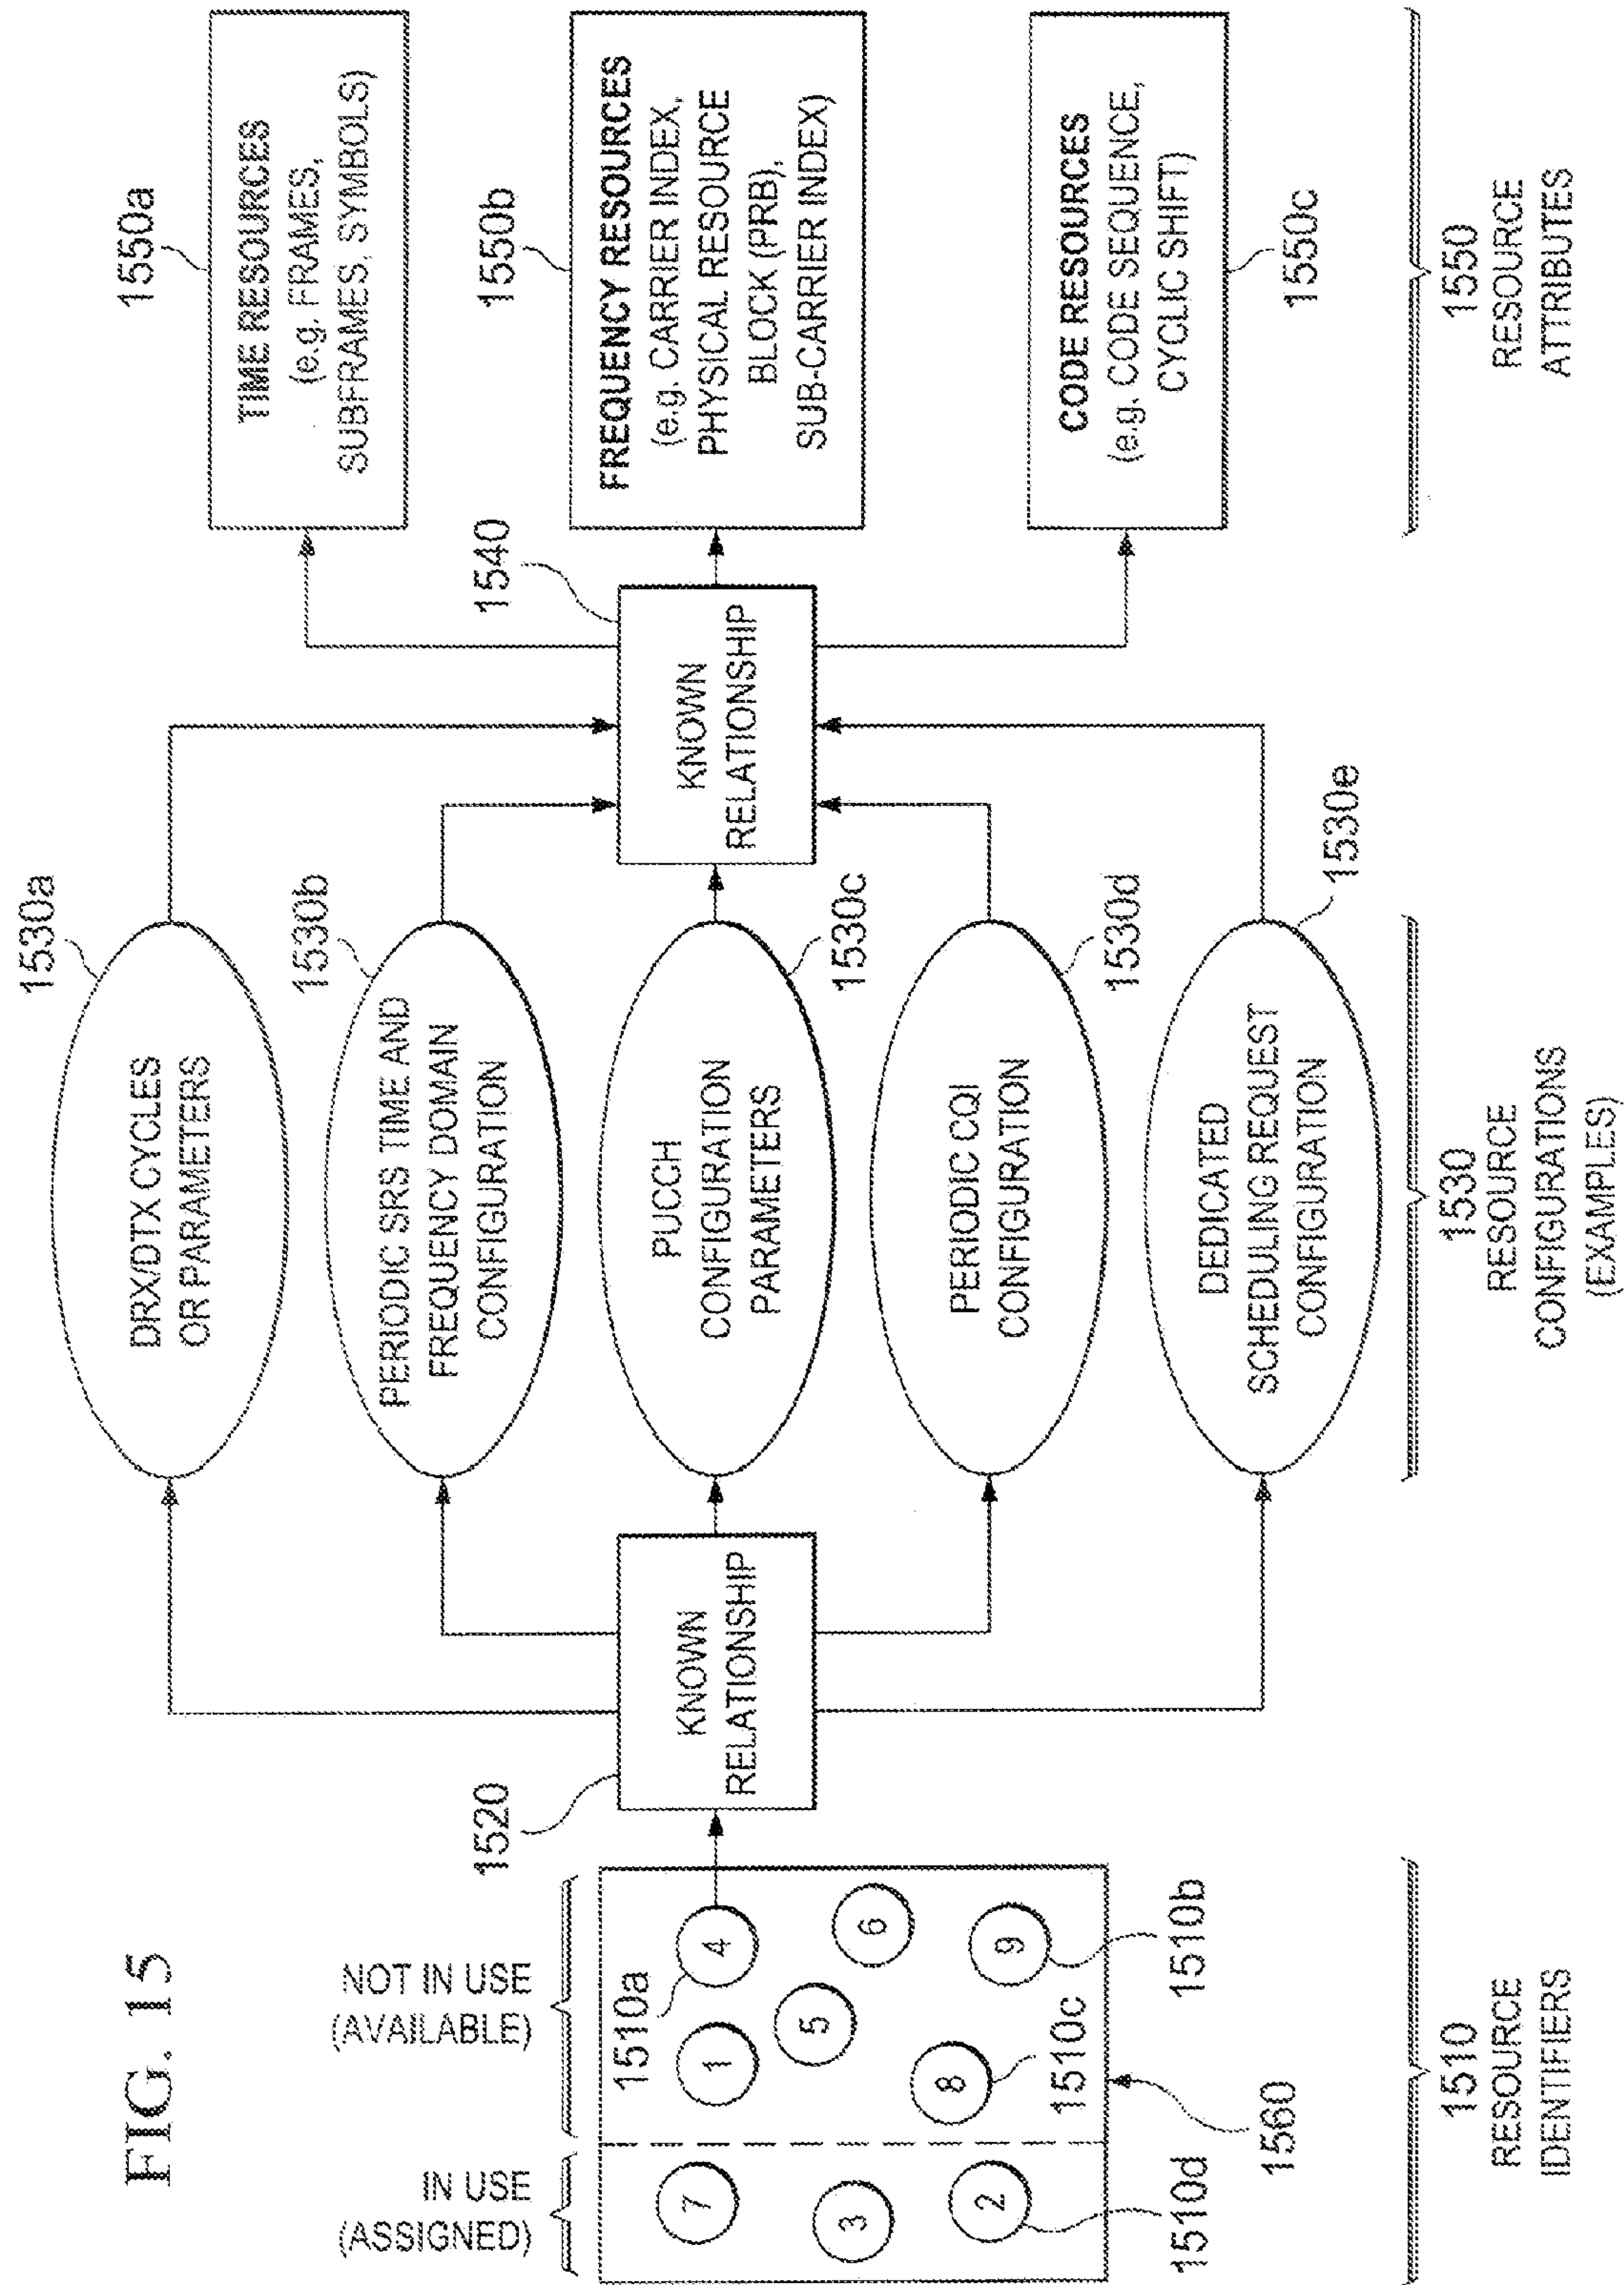 FIG. 15
IN USE
(ASSIGNED)
NOT IN USE
(AVAILABLE)
1510a
7
3
2
1
4
5
6
8
9
1510d
1510c
1510b
1560
1510
RESOURCE
IDENTIFIERS
1520
KNOWN
RELATIONSHIP
1530a
DRX/DTX CYCLES
OR PARAMETERS
1530b
PERIODIC SRS TIME AND
FREQUENCY DOMAIN
CONFIGURATION
PUCCH
CONFIGURATION
PARAMETERS
1530c
PERIODIC CQI
CONFIGURATION
1530d
DEDICATED
SCHEDULING REQUEST
CONFIGURATION
1530e
1530
RESOURCE
CONFIGURATIONS
(EXAMPLES)
1540
KNOWN
RELATIONSHIP
1550a
TIME RESOURCES
(e.g. FRAMES,
SUBFRAMES, SYMBOLS)
1550b
FREQUENCY RESOURCES
(e.g. CARRIER INDEX,
PHYSICAL RESOURCE
BLOCK (PRB),
SUB-CARRIER INDEX)
CODE RESOURCES
(e.g. CODE SEQUENCE,
CYCLIC SHIFT)
1550c
1550
RESOURCE
ATTRIBUTES